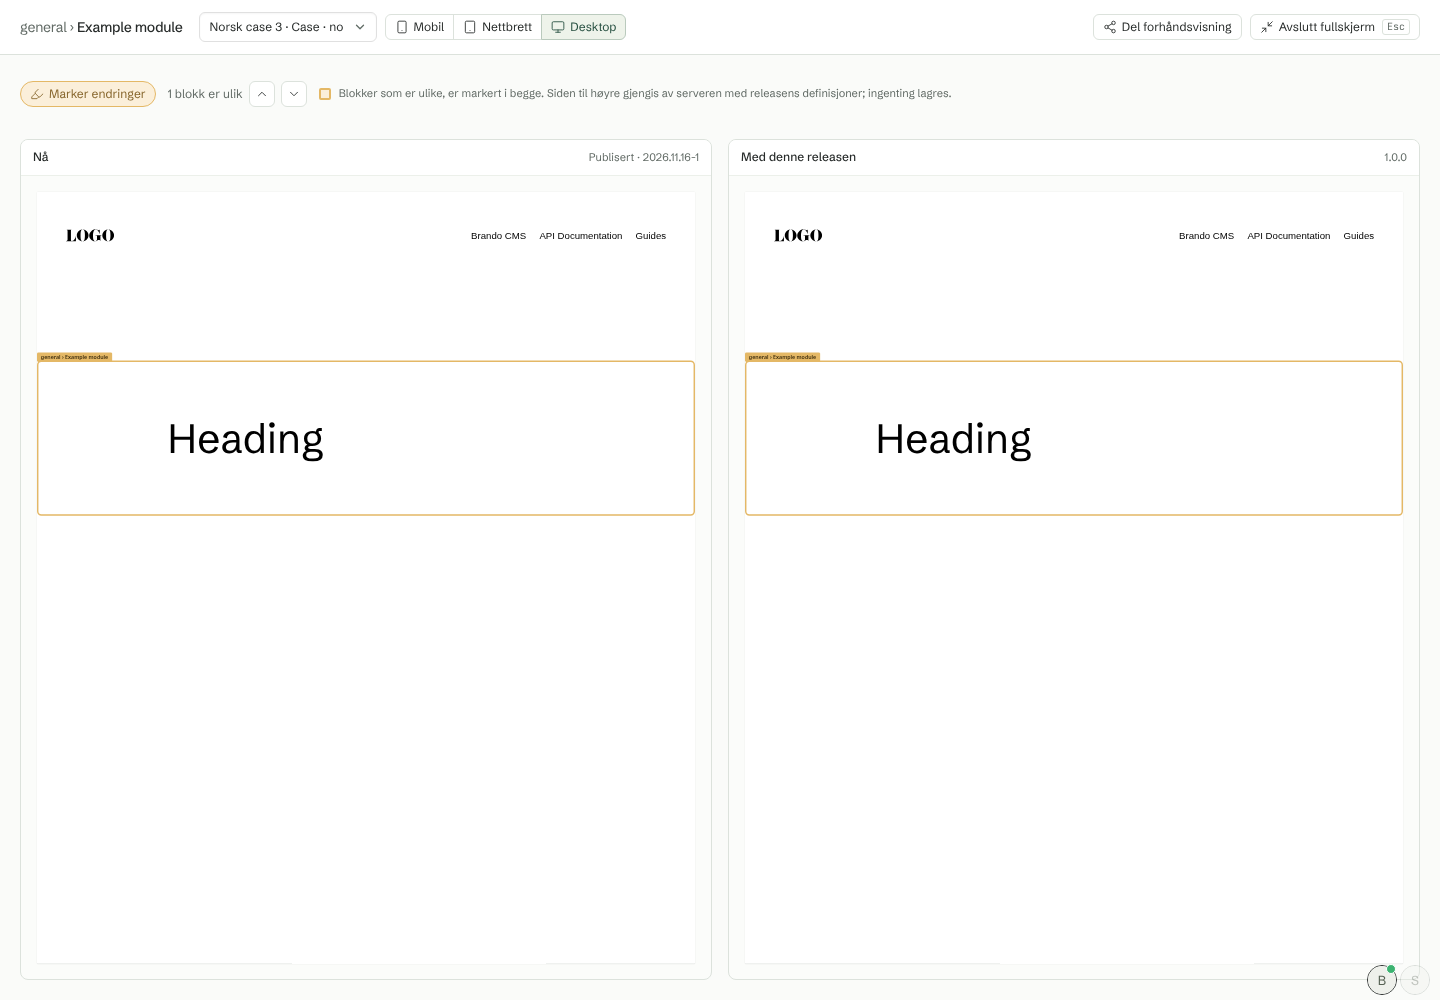 general › Example module
Norsk case 3 · Case · no
Mobil
Nettbrett
Desktop
Del forhåndsvisning
Avslutt fullskjerm Esc
Marker endringer
1 blokk er ulik
Blokker som er ulike, er markert i begge. Siden til høyre gjengis av serveren med releasens definisjoner; ingenting lagres.
Nå
Publisert · 2026.11.16-1
LOGO
Brando CMS API Documentation Guides
general › Example module
Heading
Med denne releasen
1.0.0
LOGO
Brando CMS API Documentation Guides
general › Example module
Heading
B
S